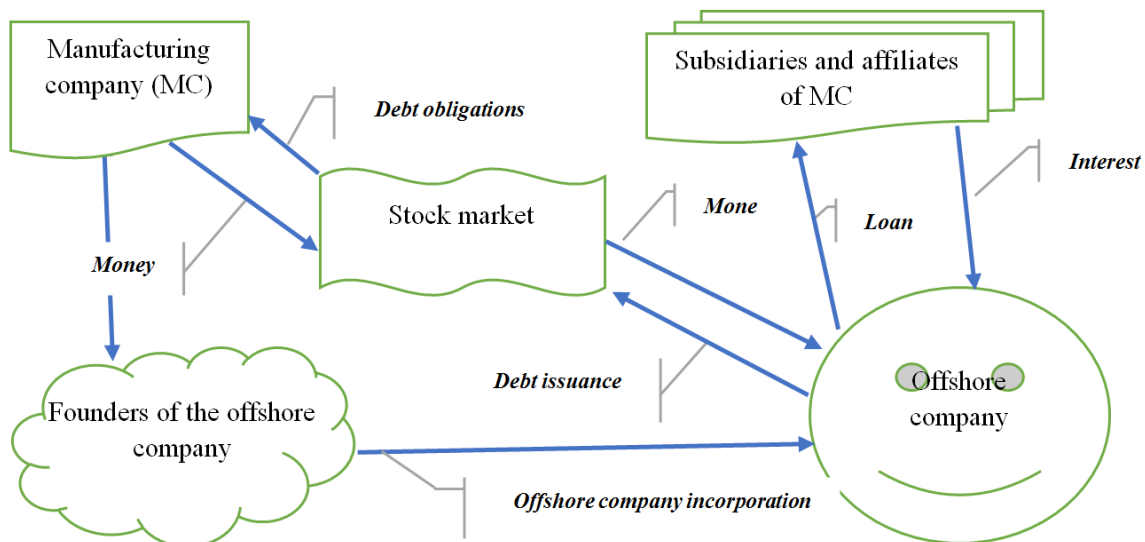 Manufacturing
company (MC)
Subsidiaries and affiliates
of MC
Debt obligations
Interest
Stock market
Mone
Loan
Money
Debt issuance
Offshore
company
Founders of the offshore
company
Offshore company incorporation